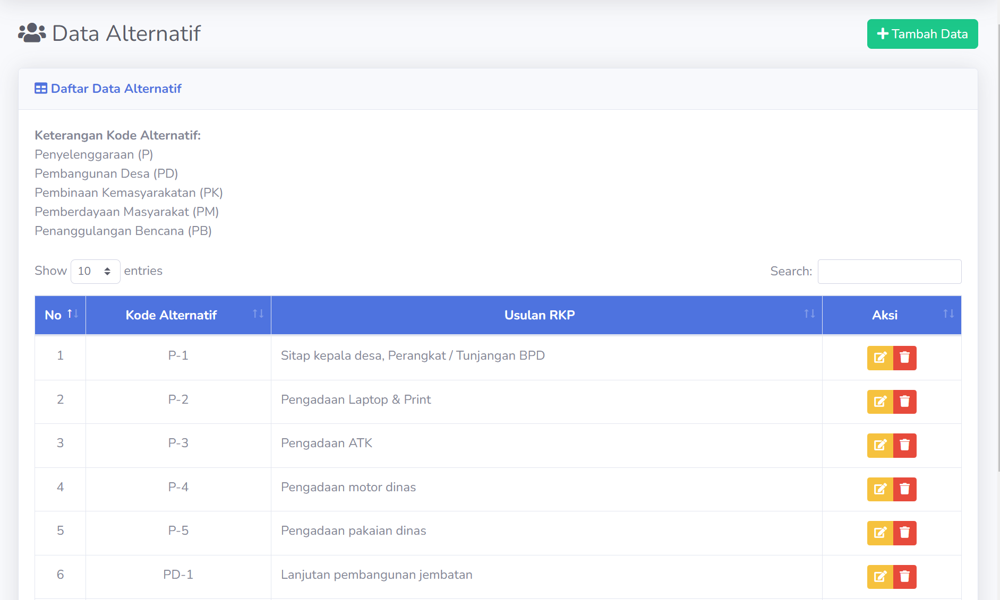 Data Alternatif
Tambah Data
Daftar Data Alternatif
Keterangan Kode Alternatif:
Penyelenggaraan (P)
Pembangunan Desa (PD)
Pembinaan Kemasyarakatan (PK)
Pemberdayaan Masyarakat (PM)
Penanggulangan Bencana (PB)
Show 10 entries
Search:
No Kode Alternatif Usulan RKP Aksi
1 P-1 Sitap kepala desa, Perangkat / Tunjangan BPD
2 P-2 Pengadaan Laptop & Print
3 P-3 Pengadaan ATK
4 P-4 Pengadaan motor dinas
5 P-5 Pengadaan pakaian dinas
6 PD-1 Lanjutan pembangunan jembatan